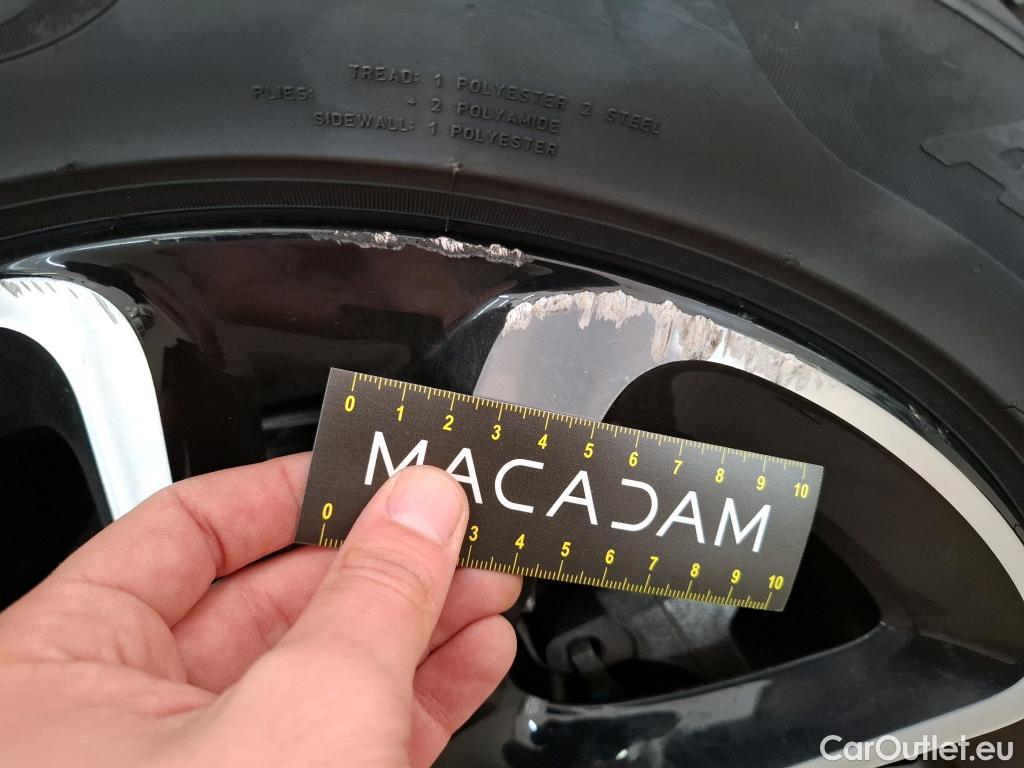 TREAD: 1 POLYESTER 2 STEEL
PLIES: + 2 POLYAMIDE
SIDEWALL: 1 POLYESTER
0 1 2 3 4 5 6 7 8 9 10
MACADAM
0 3 4 5 6 7 8 9 10
CarOutlet.eu